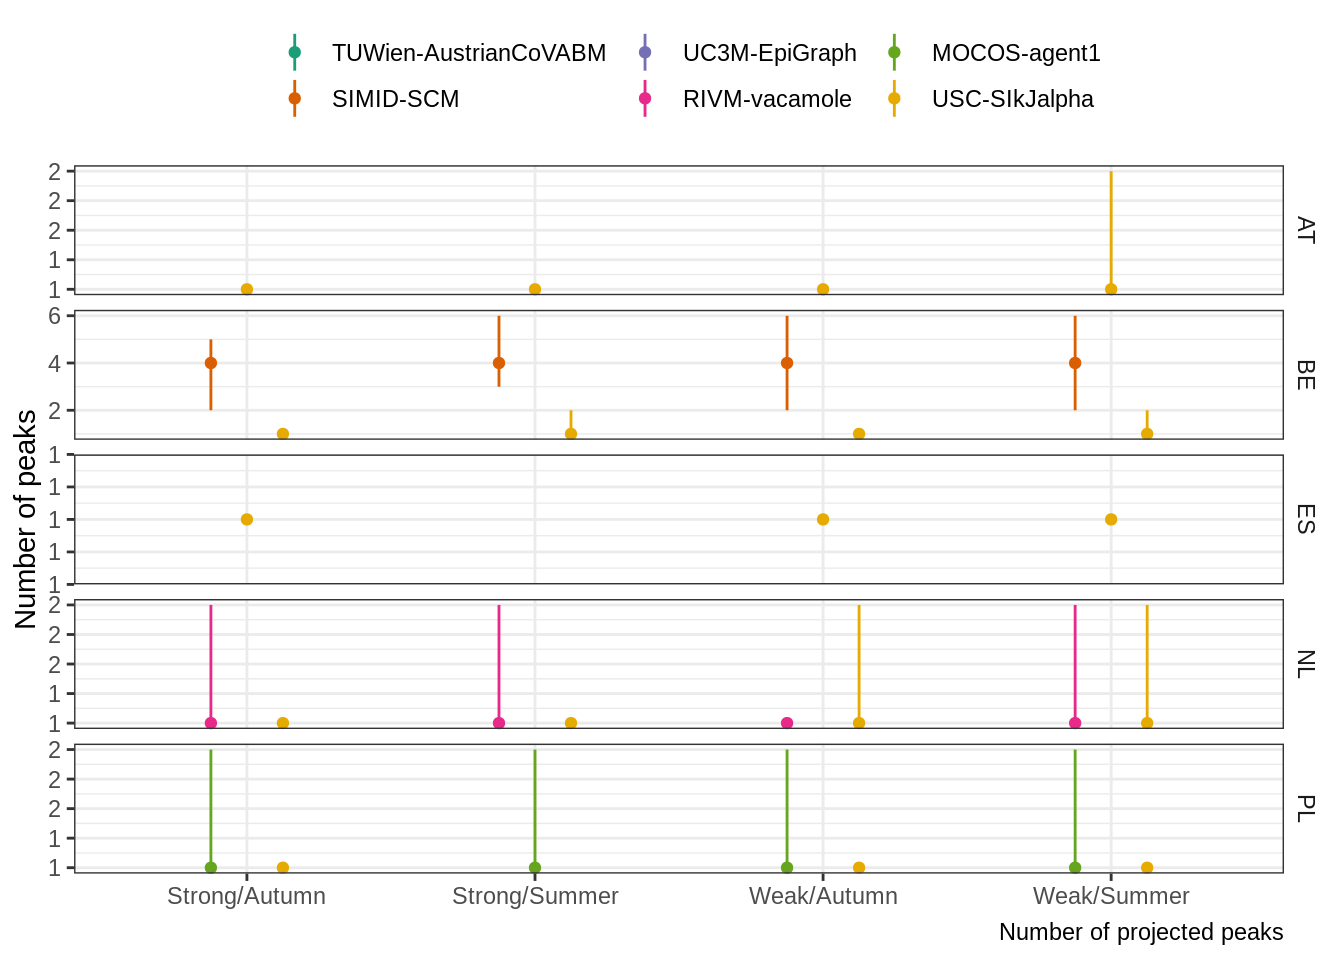 TUWien-AustrianCoVABM UC3M-EpiGraph MOCOS-agent1
SIMID-SCM RIVM-vacamole USC-SIkJalpha
Number of peaks
2
2
2
1
1
AT
6
4
2
BE
1
1
1
1
1
ES
2
2
2
1
1
NL
2
2
2
1
1
PL
Strong/Autumn Strong/Summer Weak/Autumn Weak/Summer
Number of projected peaks